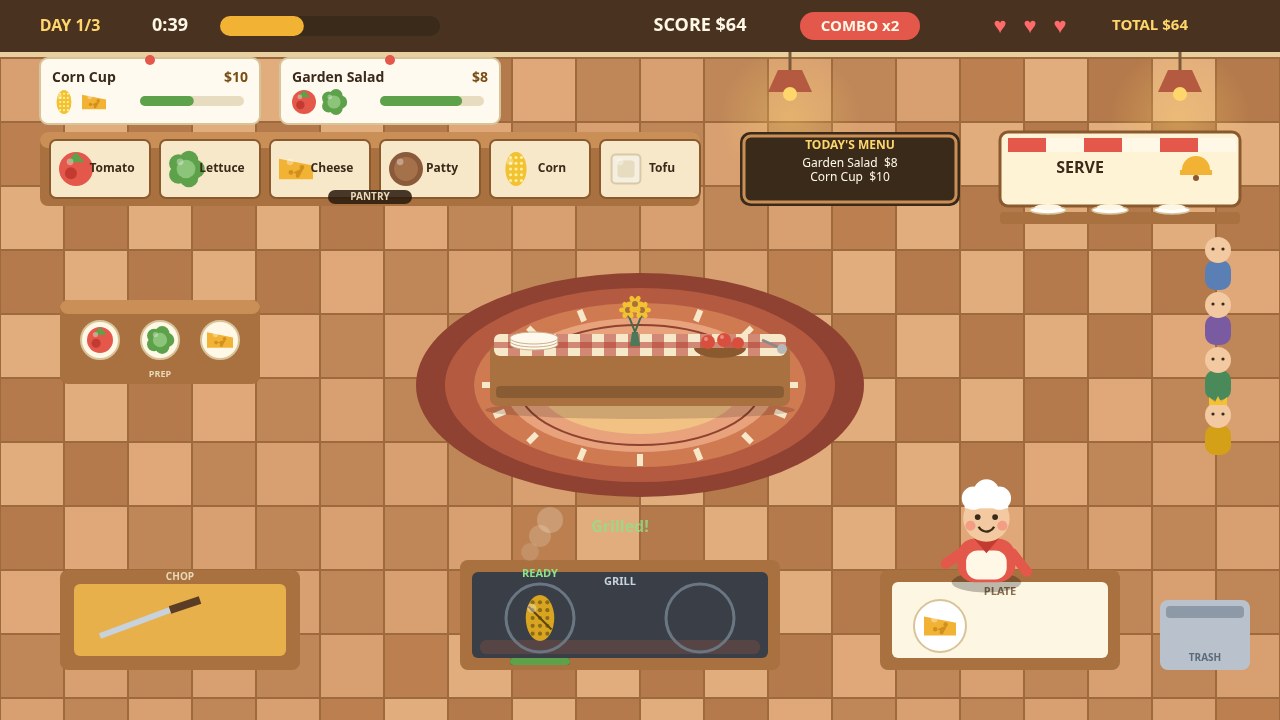 DAY 1/3
0:39
SCORE $64
COMBO x2
TOTAL $64
Corn Cup $10
Garden Salad $8
Tomato
Lettuce
Cheese
Patty
Corn
Tofu
PANTRY
TODAY'S MENU
Garden Salad $8
Corn Cup $10
SERVE
PREP
Grilled!
CHOP
READY
GRILL
PLATE
TRASH